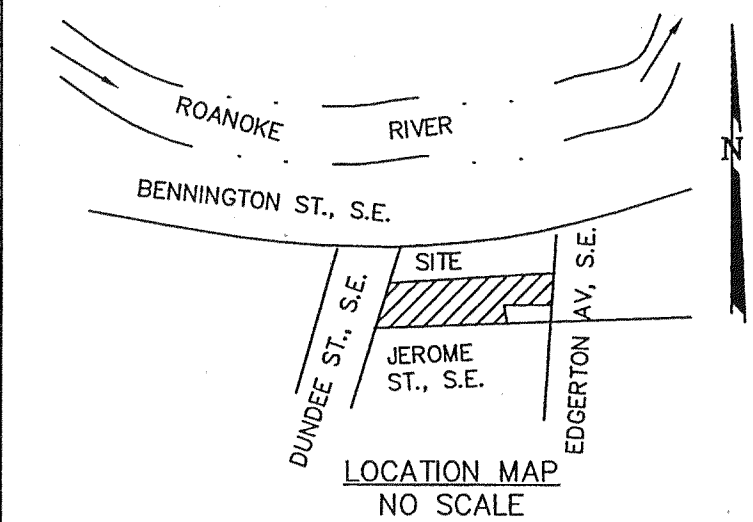 ROANOKE RIVER
N
BENNINGTON ST., S.E.
SITE
DUNDEE ST., S.E.
EDGERTON AV, S.E.
JEROME
ST., S.E.
LOCATION MAP
NO SCALE